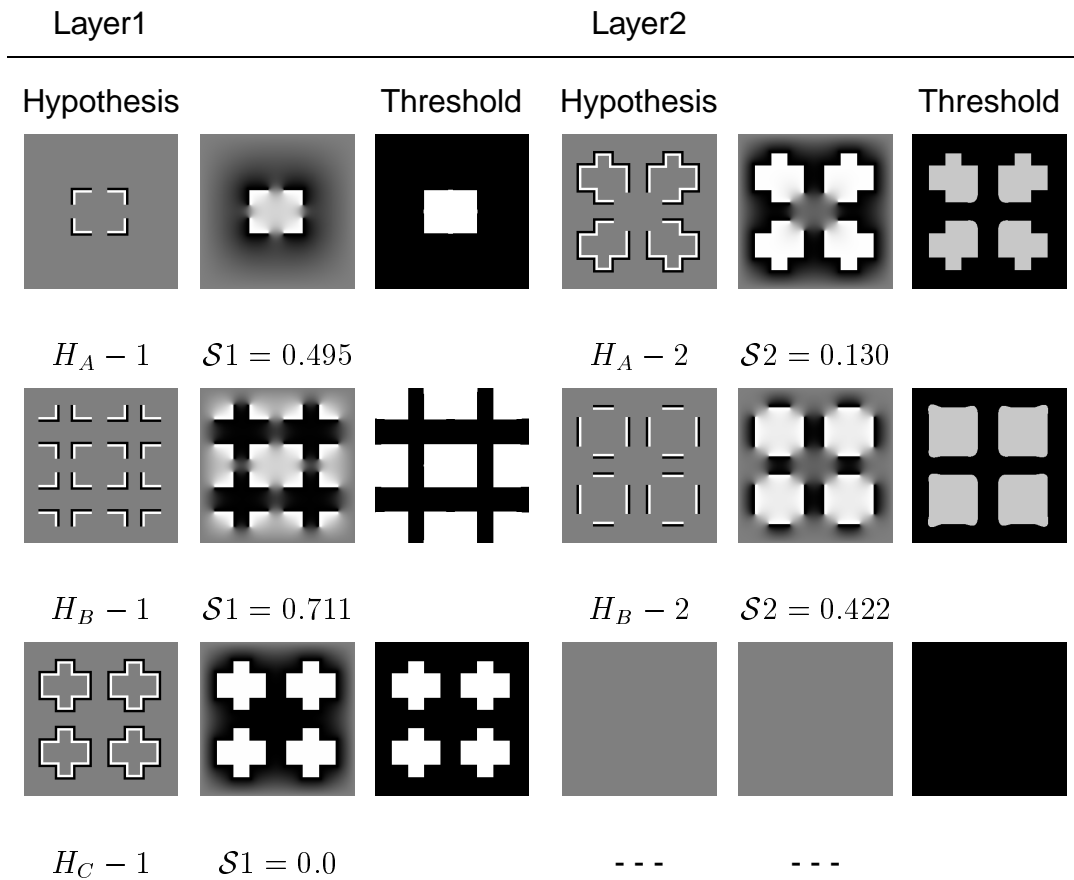 Layer1 Layer2
Hypothesis Threshold Hypothesis Threshold
H_A − 1 𝒮1 = 0.495 H_A − 2 𝒮2 = 0.130
H_B − 1 𝒮1 = 0.711 H_B − 2 𝒮2 = 0.422
H_C − 1 𝒮1 = 0.0 - - - - - -